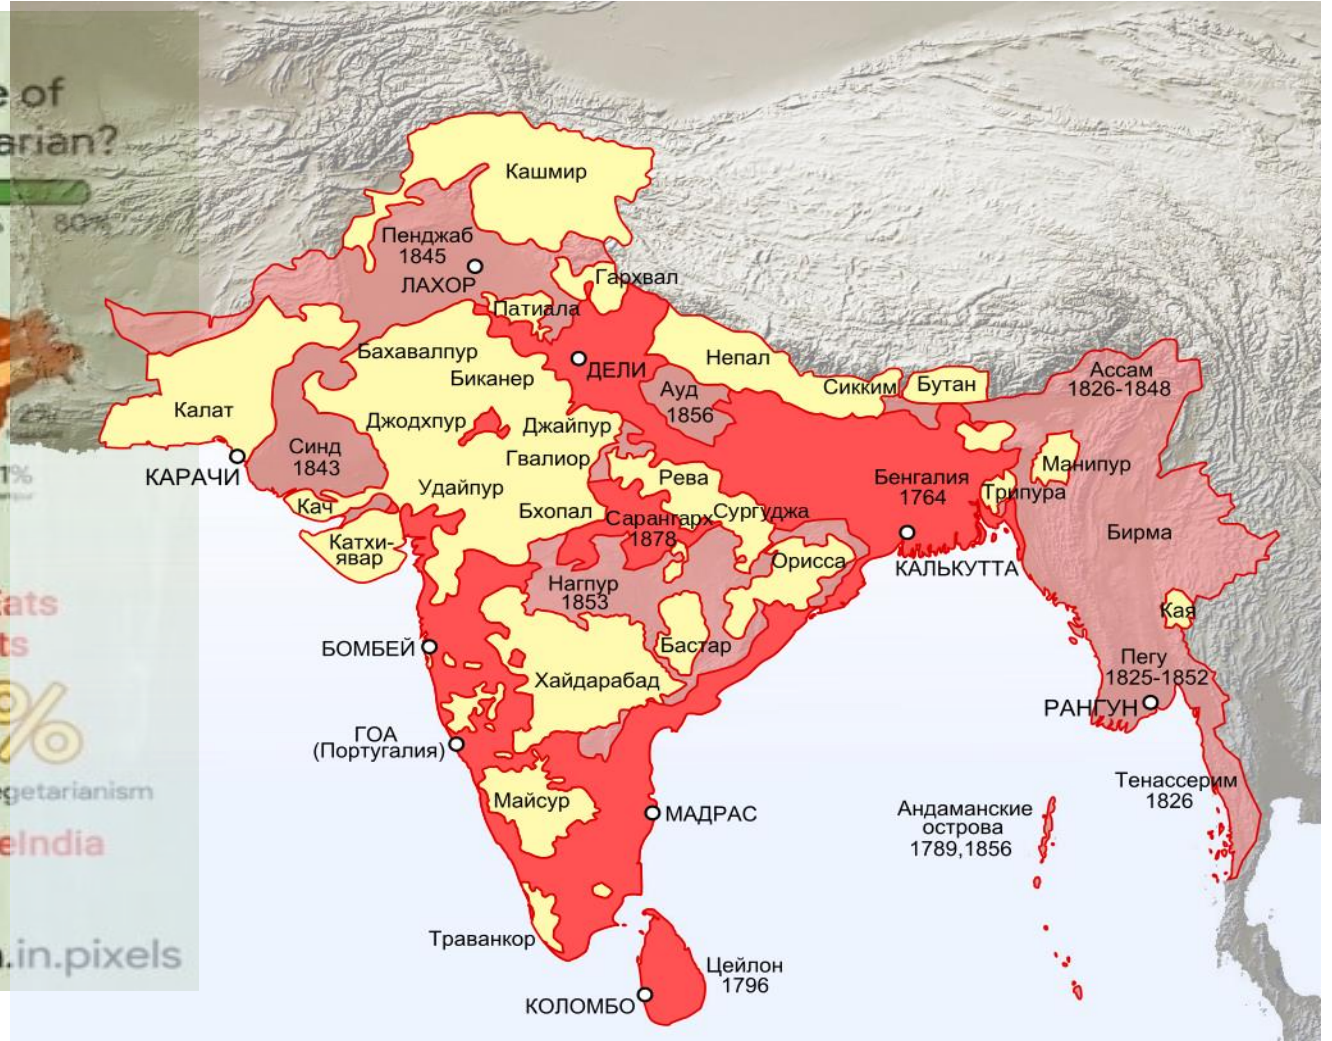 e of
arian?
80%
1%
ats
ts
%
getarianism
eIndia
.in.pixels
Кашмир
Пенджаб
1845
ЛАХОР
Гархвал
Патиала
Бахавалпур
ДЕЛИ
Непал
Сикким
Бутан
Ассам
1826-1848
Биканер
Ауд
1856
Калат
Джодхпур
Джайпур
Синд
1843
Гвалиор
КАРАЧИ
Рева
Бенгалия
1764
Манипур
Трипура
Удайпур
Кач
Бхопал
Сарангарх
1878
Сургуджа
Бирма
Катхи-
явар
Орисса
КАЛЬКУТТА
Нагпур
1853
Кая
БОМБЕЙ
Бастар
Хайдарабад
Пегу
1825-1852
РАНГУН
ГОА
(Португалия)
Майсур
МАДРАС
Тенассерим
1826
Андаманские
острова
1789,1856
Траванкор
Цейлон
1796
КОЛОМБО